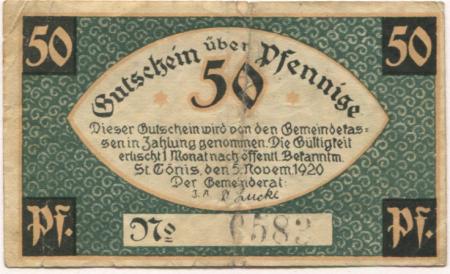 50 50
Gutschein über Pfennige
50
Dieser Gutschein wird von den Gemeindekas=
sen in Zahlung genommen. Die Gültigkeit
erlischt 1 Monat nach öffentl. Bekanntm.
St. Tönis, den 5. Novem. 1920
Der Gemeinderat:
I. A.
Pf. No 6583 Pf.